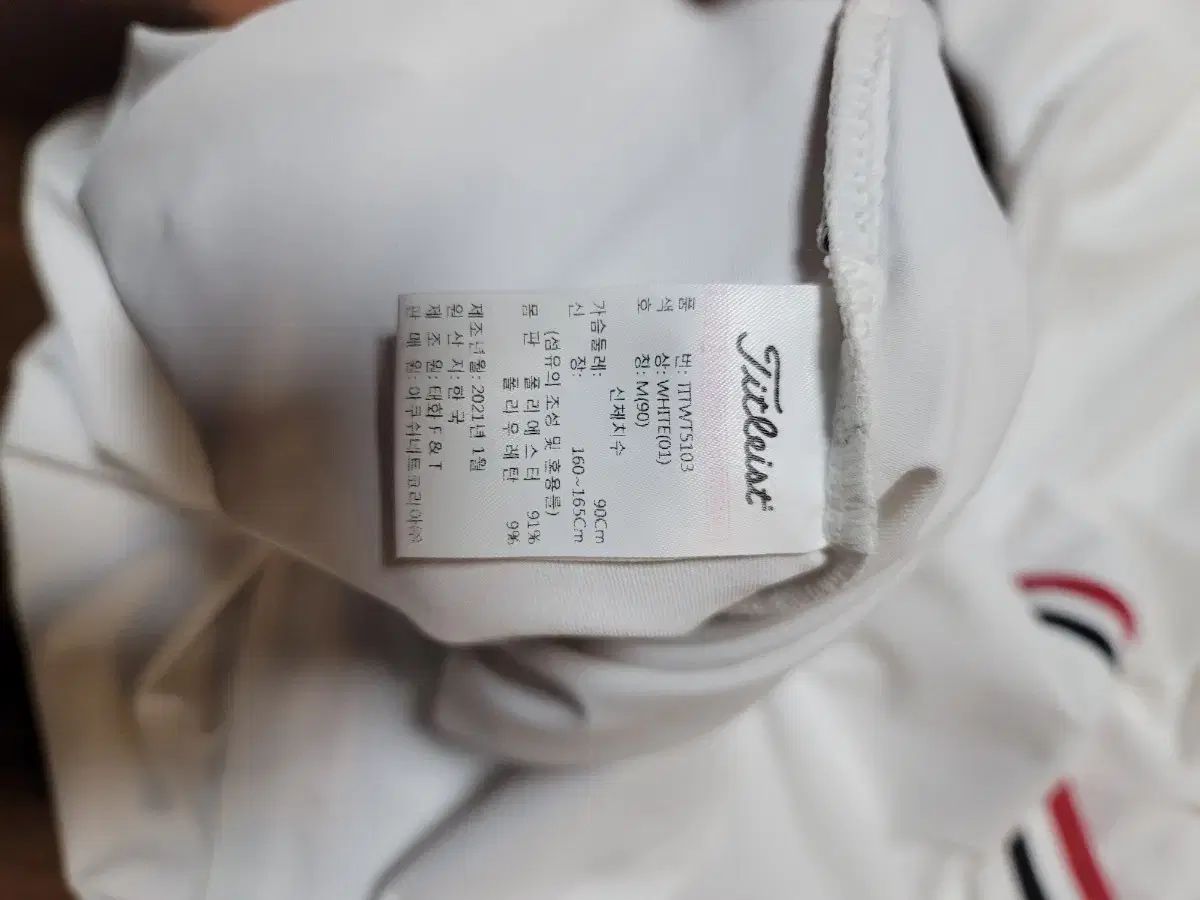 Titleist
품 번: TTTWT5103
색 상: WHITE(01)
호 칭: M(90)
신체치수
가슴둘레: 90Cm
신 장: 160~165Cm
(섬유의 조성 및 혼용률)
몸 판 폴리에스터 91%
폴리우레탄 9%
제조년월: 2021년 1월
원 산 지: 한 국
제 조 원: 태화 F & T
판 매 원: 아쿠쉬네트코리아㈜